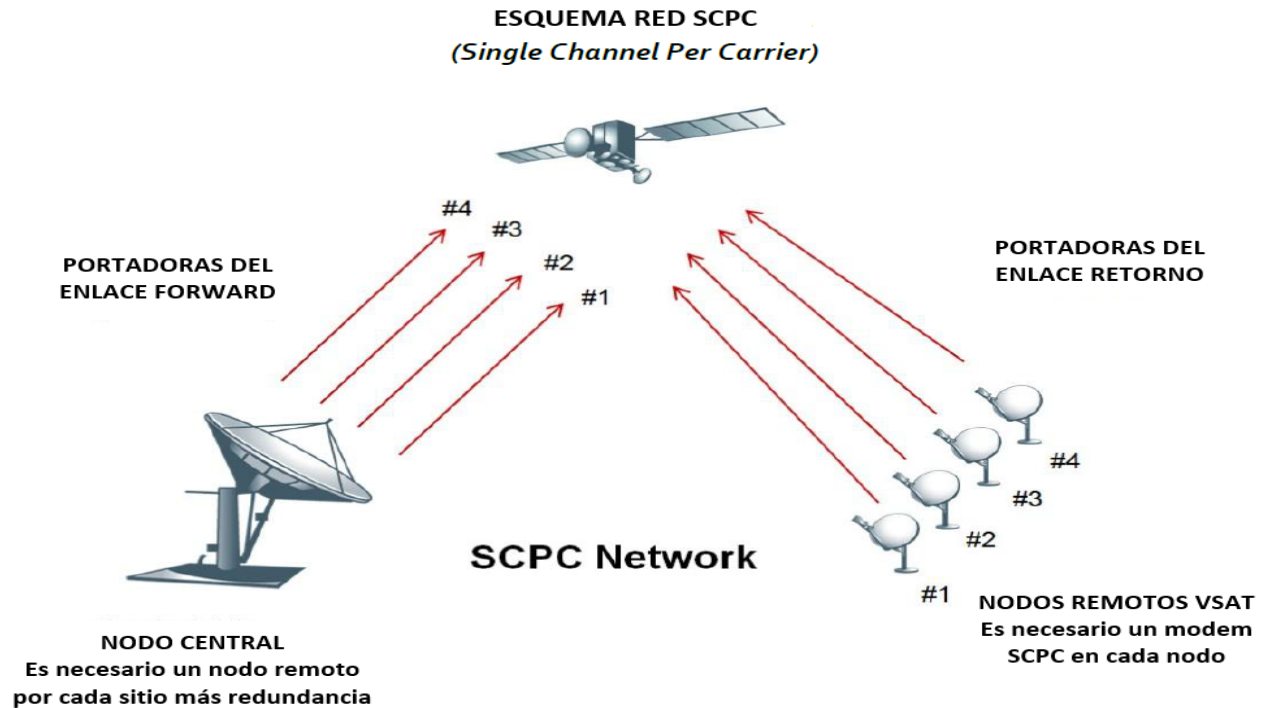 ESQUEMA RED SCPC
(Single Channel Per Carrier)
#4
#3
#2
#1
PORTADORAS DEL
ENLACE FORWARD
PORTADORAS DEL
ENLACE RETORNO
#4
#3
#2
#1
SCPC Network
NODO CENTRAL
Es necesario un nodo remoto
por cada sitio más redundancia
NODOS REMOTOS VSAT
Es necesario un modem
SCPC en cada nodo